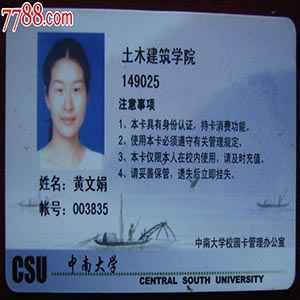 7788.com
土木建筑学院
149025
注意事项
1、本卡具有身份认证，持卡消费功能。
2、使用本卡必须遵守有关管理规定。
3、本卡仅限本人在校内使用，请及时充值。
4、请妥善保管，遗失后立即挂失。
姓名：黄文娟
帐号：003835
中南大学校园卡管理办公室
CSU 中南大学
CENTRAL SOUTH UNIVERSITY